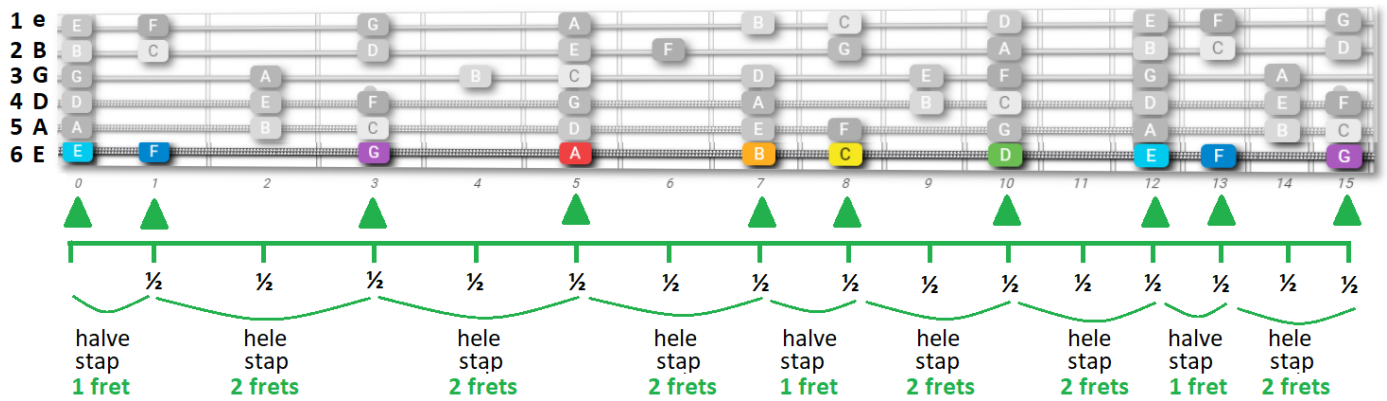 1 e E F G A B C D E F G
2 B B C D E F G A B C D
3 G G A B C D E F G A
4 D D E F G A B C D E F
5 A A B C D E F G A B C
6 E E F G A B C D E F G
0 1 2 3 4 5 6 7 8 9 10 11 12 13 14 15
½ ½ ½ ½ ½ ½ ½ ½ ½ ½ ½ ½ ½ ½ ½
halve hele hele hele halve hele hele halve hele
stap stap stap stap stap stap stap stap stap
1 fret 2 frets 2 frets 2 frets 1 fret 2 frets 2 frets 1 fret 2 frets